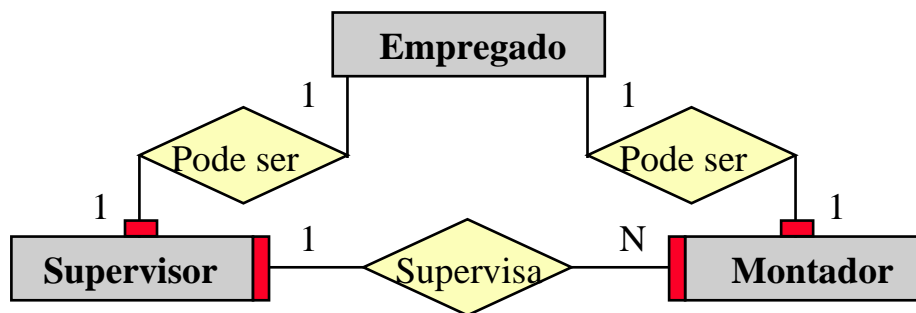 Empregado
1 1
Pode ser Pode ser
1 1
1 N
Supervisor Supervisa Montador